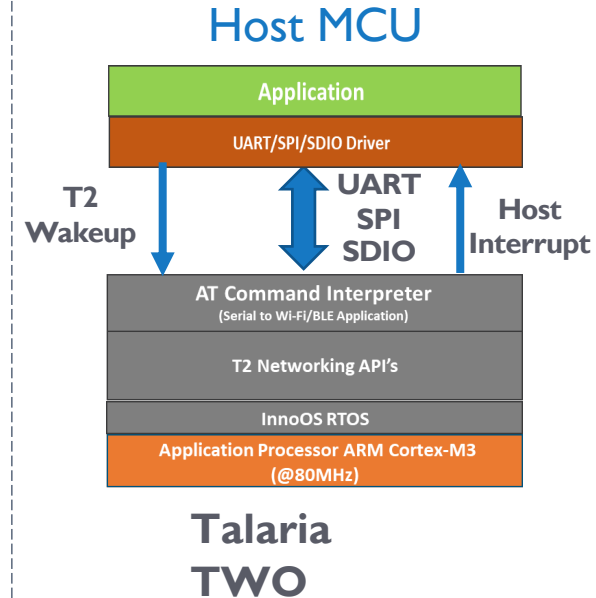 Host MCU
Application
UART/SPI/SDIO Driver
T2
Wakeup
UART
SPI
SDIO
Host
Interrupt
AT Command Interpreter
(Serial to Wi-Fi/BLE Application)
T2 Networking API's
InnoOS RTOS
Application Processor ARM Cortex-M3
(@80MHz)
Talaria
TWO